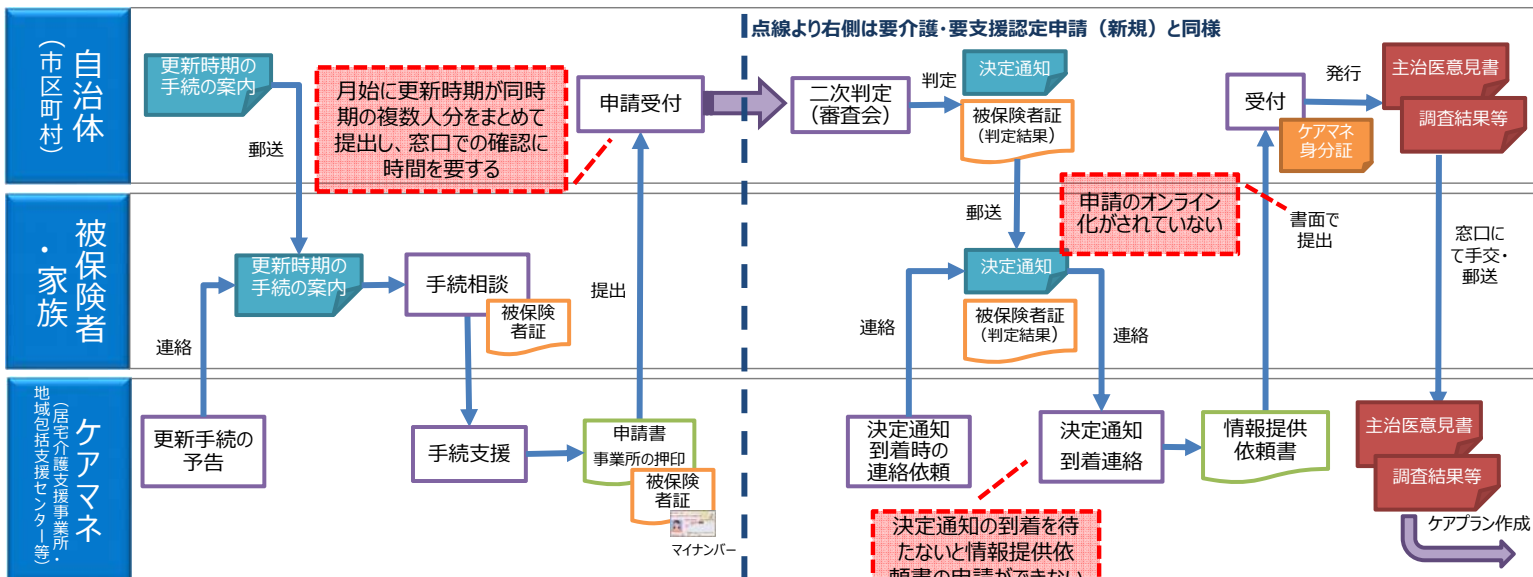 点線より右側は要介護・要支援認定申請（新規）と同様
自治体
（市区町村）
更新時期の
手続の案内
郵送
月始に更新時期が同時
期の複数人分をまとめて
提出し、窓口での確認に
時間を要する
申請受付
二次判定
（審査会）
判定
決定通知
被保険者証
（判定結果）
受付
ケアマネ
身分証
発行
主治医意見書
調査結果等
被保険者
・家族
連絡
更新時期の
手続の案内
手続相談
被保険
者証
提出
郵送
申請のオンライン
化がされていない
書面で
提出
窓口に
て手交・
郵送
連絡
決定通知
被保険者証
（判定結果）
連絡
ケアマネ
（居宅介護支援事業所・
地域包括支援センター等）
更新手続の
予告
手続支援
申請書
事業所の押印
被保険
者証
マイナンバー
決定通知
到着時の
連絡依頼
決定通知
到着連絡
情報提供
依頼書
主治医意見書
調査結果等
ケアプラン作成
決定通知の到着を待
たないと情報提供依
頼書の申請ができない